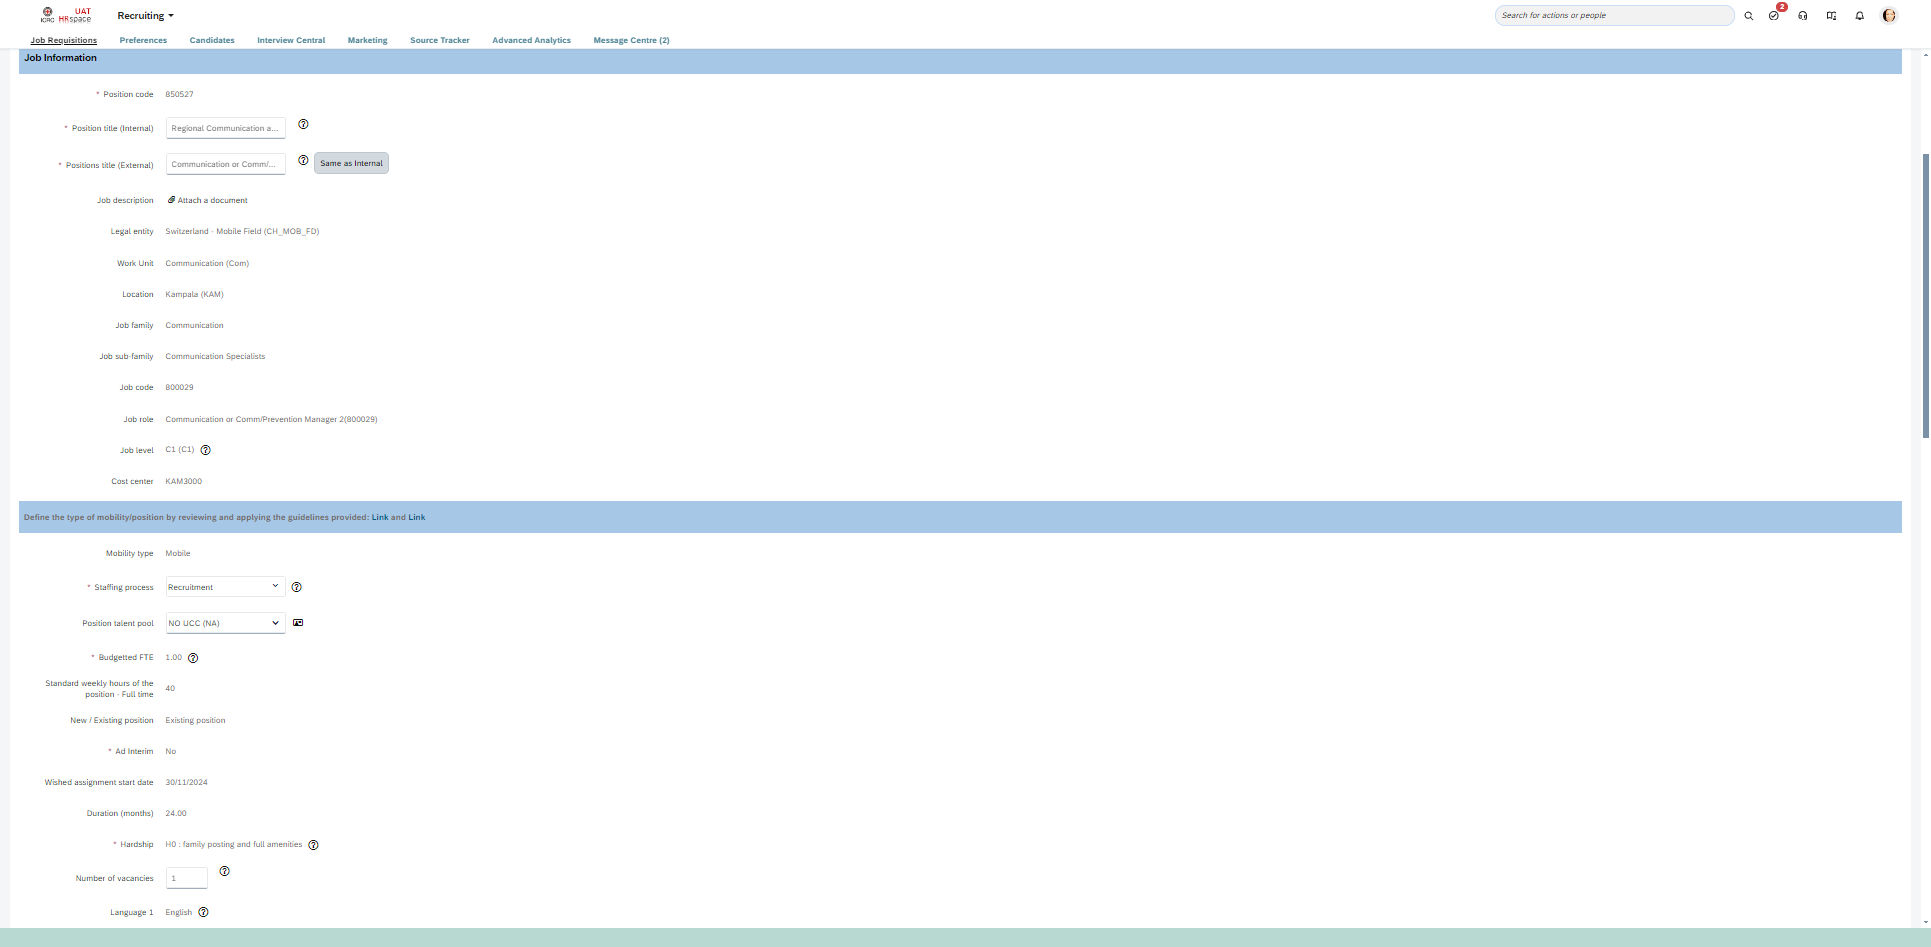 ICRC
UAT
HRspace
Recruiting
Search for actions or people
2
Job Requisitions
Preferences
Candidates
Interview Central
Marketing
Source Tracker
Advanced Analytics
Message Centre (2)
Job Information
* Position code 850527
* Position title (Internal) Regional Communication a...
* Positions title (External) Communication or Comm/... Same as Internal
Job description Attach a document
Legal entity Switzerland - Mobile Field (CH_MOB_FD)
Work Unit Communication (Com)
Location Kampala (KAM)
Job family Communication
Job sub-family Communication Specialists
Job code 800029
Job role Communication or Comm/Prevention Manager 2(800029)
Job level C1 (C1)
Cost center KAM3000
Define the type of mobility/position by reviewing and applying the guidelines provided: Link and Link
Mobility type Mobile
* Staffing process Recruitment
Position talent pool NO UCC (NA)
* Budgetted FTE 1.00
Standard weekly hours of the
position - Full time 40
New / Existing position Existing position
* Ad Interim No
Wished assignment start date 30/11/2024
Duration (months) 24.00
* Hardship H0 : family posting and full amenities
Number of vacancies 1
Language 1 English